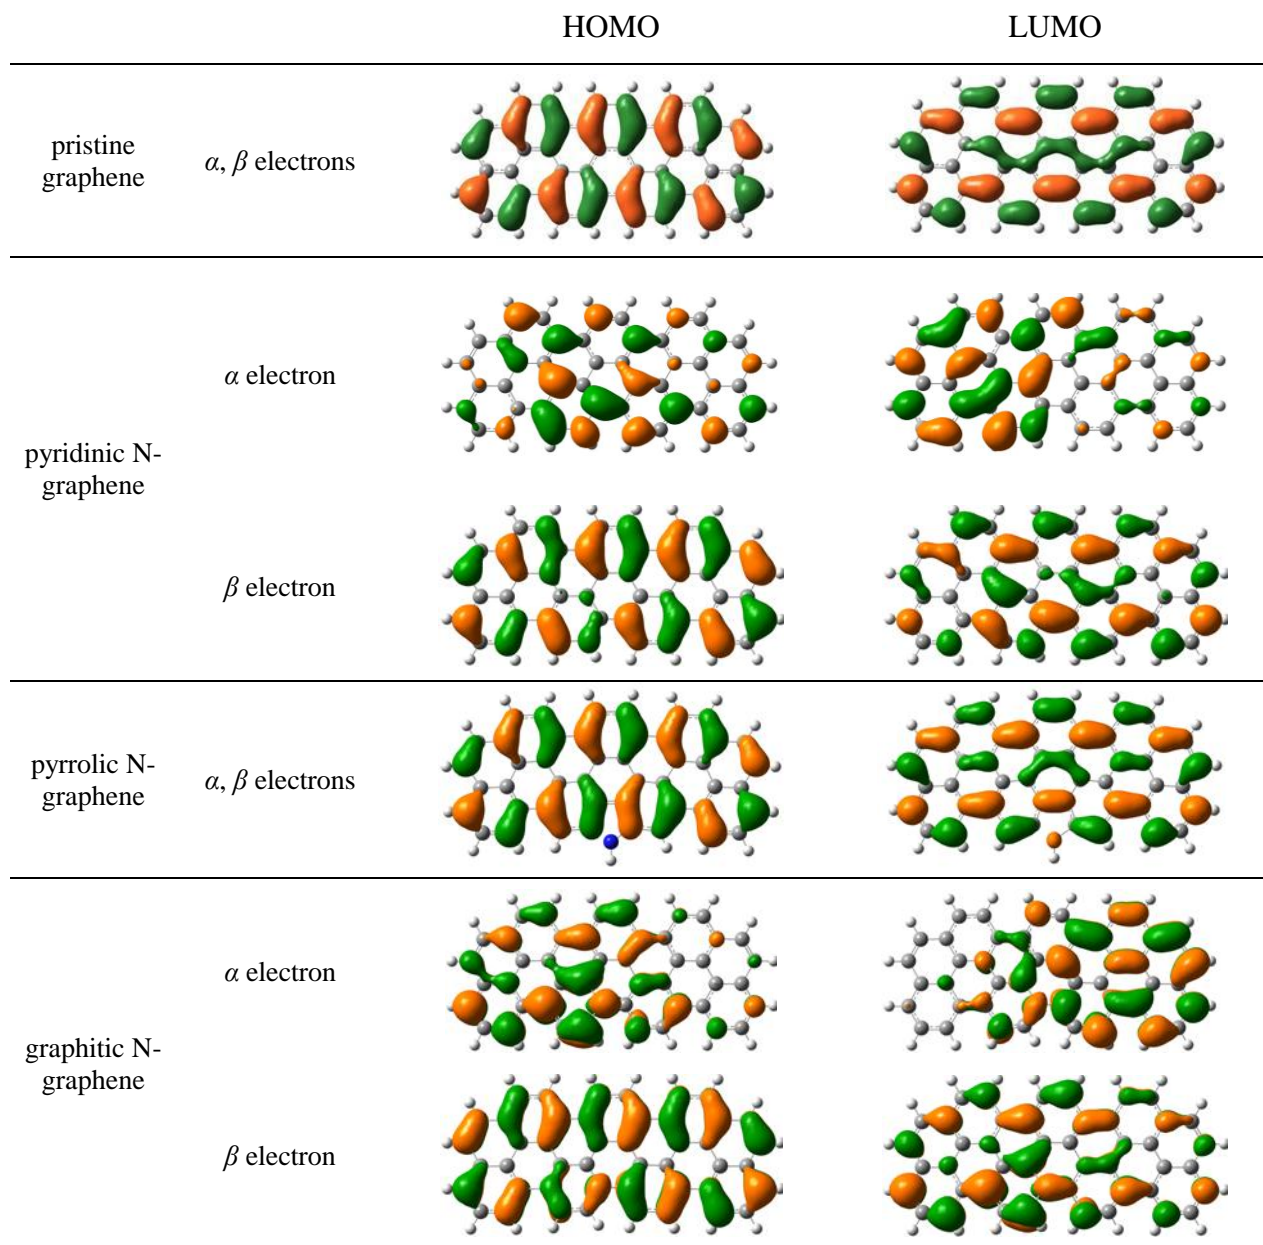 HOMO LUMO
pristine
graphene
α, β electrons
pyridinic N-
graphene
α electron
β electron
pyrrolic N-
graphene
α, β electrons
graphitic N-
graphene
α electron
β electron